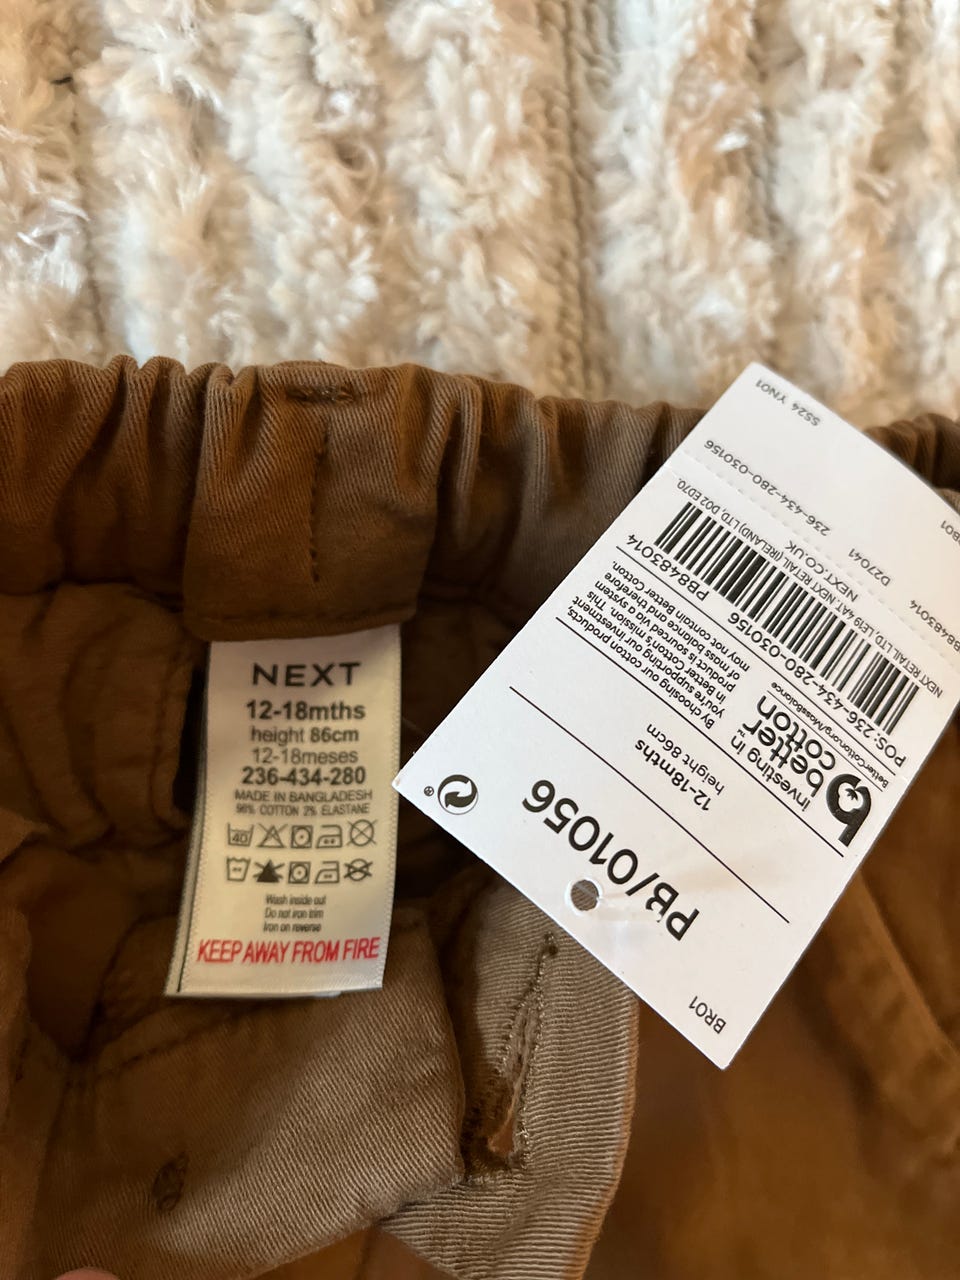 NEXT
12-18mths
height 86cm
12-18meses
236-434-280
MADE IN BANGLADESH
98% COTTON 2% ELASTANE
40
Wash inside out
Do not iron trim
Iron on reverse
KEEP AWAY FROM FIRE
BR01
PB/01056
12-18mths
height 86cm
®
investing in
better
cotton
™
BetterCotton.org/MassBalance
By choosing our cotton products,
you're supporting our investment
in Better Cotton's mission. This
product is sourced via a system
of mass balance and therefore
may not contain Better Cotton.
POS: 236-434-280-030156
PB8483014
NEXT RETAIL LTD, LE19 4AT. NEXT RETAIL (IRELAND) LTD, D02 ED70.
NEXT.CO.UK
D27041
236-434-280-030156
SS24 YN01